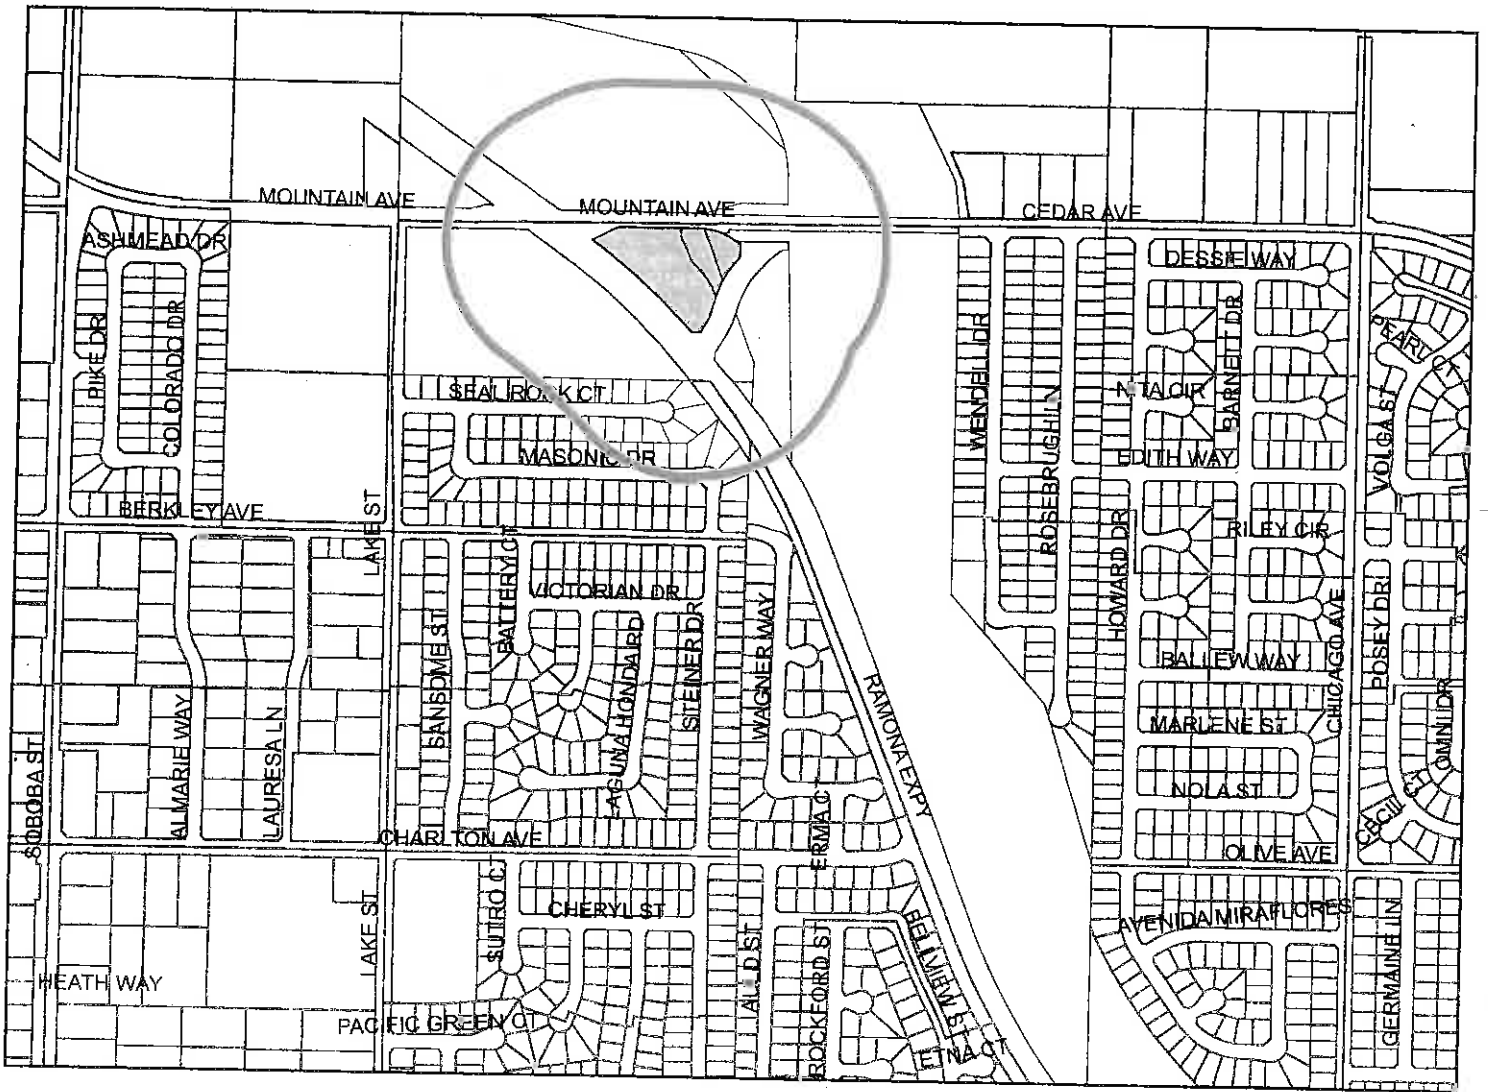 MOUNTAIN AVE
MOUNTAIN AVE
CEDAR AVE
ASHMEAD DR
DESSIE WAY
PIKE DR
COLORADO DR
WENDELL DR
BARNETT DR
PEARL CT
SEAL ROCK CT
ROSEBRUGH LN
CIR
VOLGA ST
MASONIC DR
EDITH WAY
BERKLEY AVE
LAKE ST
BATTERY CT
HOWARD DR
RILEY CIR
VICTORIAN DR
SANSOME ST
LAGUNA HONDA RD
STEINER DR
WAGNER WAY
CHICAGO AVE
POSEY DR
BALLEW WAY
RAMONA EXPY
SOBOBA ST
ALMARIE WAY
LAURESA LN
MARLENE ST
OMNI DR
NOLA ST
CECILL CT
CHARLTON AVE
ERMA CT
OLIVE AVE
LAKE ST
SUTRO CT
CHERYL ST
AULD ST
ROCKFORD ST
BELLVIEW ST
AVENIDA MIRAFLORES
GERMAINE LN
HEATH WAY
PACIFIC GREEN CT
ETNA CT